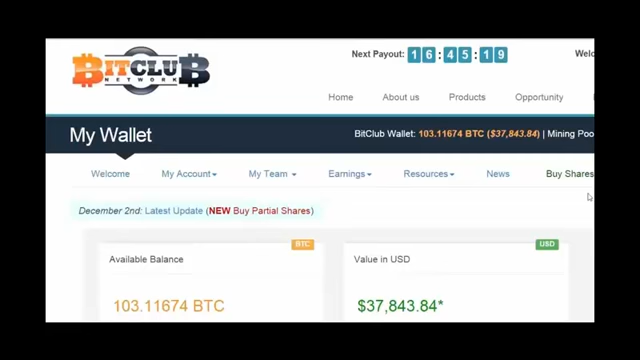 Next Payout: 16:45:19
BITCLUB
NETWORK
Home About us Products Opportunity
My Wallet
BitClub Wallet: 103.11674 BTC ($37,843.84) | Mining Poo
Welcome My Account My Team Earnings Resources News Buy Shares
December 2nd: Latest Update (NEW Buy Partial Shares)
BTC USD
Available Balance Value in USD
103.11674 BTC $37,843.84*